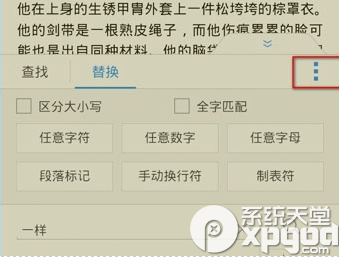 他在上身的生锈甲胄外套上一件松垮垮的棕罩衣。
他的剑带是一根熟皮绳子，而他伤痕累累的脸可
能也是出自同种材料。他的脑
查找 替换
区分大小写 全字匹配
任意字符 任意数字 任意字母
段落标记 手动换行符 制表符
一样
系统天堂